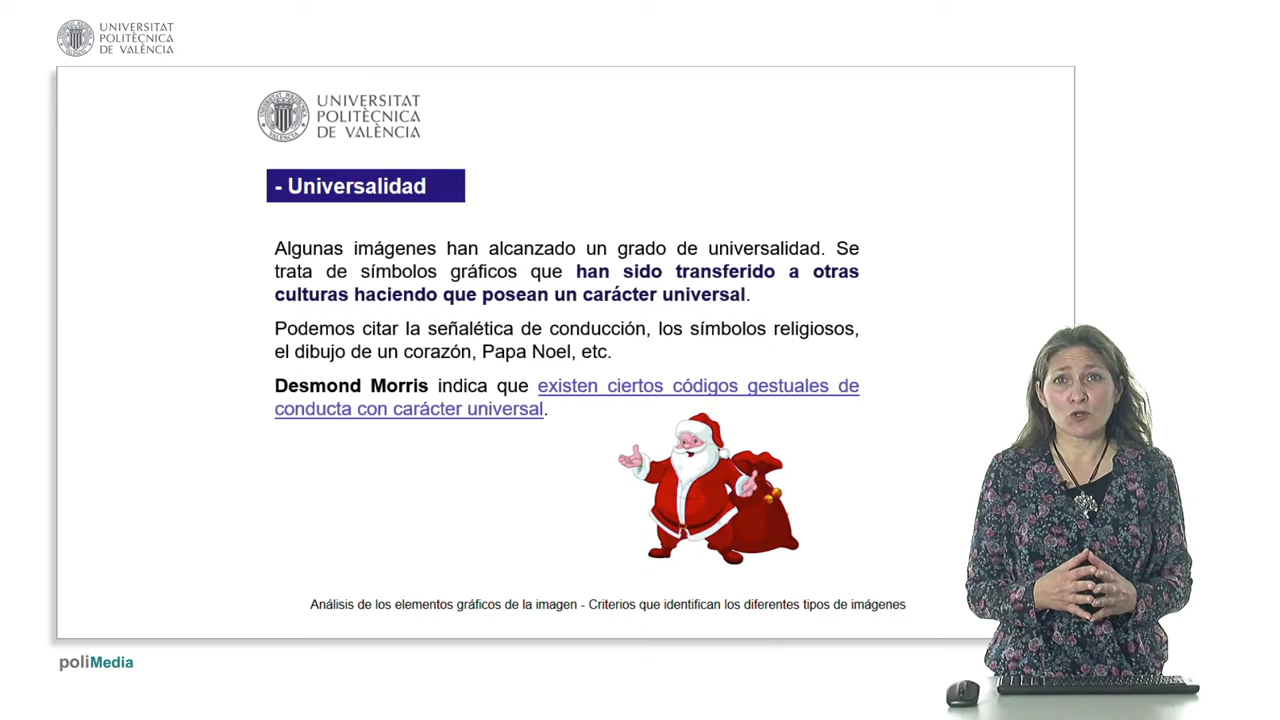 UNIVERSITAT
POLITÈCNICA
DE VALÈNCIA
UNIVERSITAT
POLITÈCNICA
DE VALÈNCIA
- Universalidad
Algunas imágenes han alcanzado un grado de universalidad. Se
trata de símbolos gráficos que han sido transferido a otras
culturas haciendo que posean un carácter universal.
Podemos citar la señalética de conducción, los símbolos religiosos,
el dibujo de un corazón, Papa Noel, etc.
Desmond Morris indica que existen ciertos códigos gestuales de
conducta con carácter universal.
Análisis de los elementos gráficos de la imagen - Criterios que identifican los diferentes tipos de imágenes
poliMedia